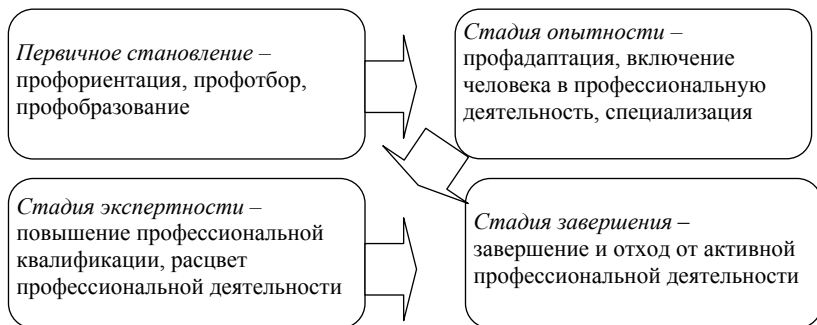 Первичное становление –
профориентация, профотбор,
профобразование
Стадия опытности –
профадаптация, включение
человека в профессиональную
деятельность, специализация
Стадия экспертности –
повышение профессиональной
квалификации, расцвет
профессиональной деятельности
Стадия завершения –
завершение и отход от активной
профессиональной деятельности